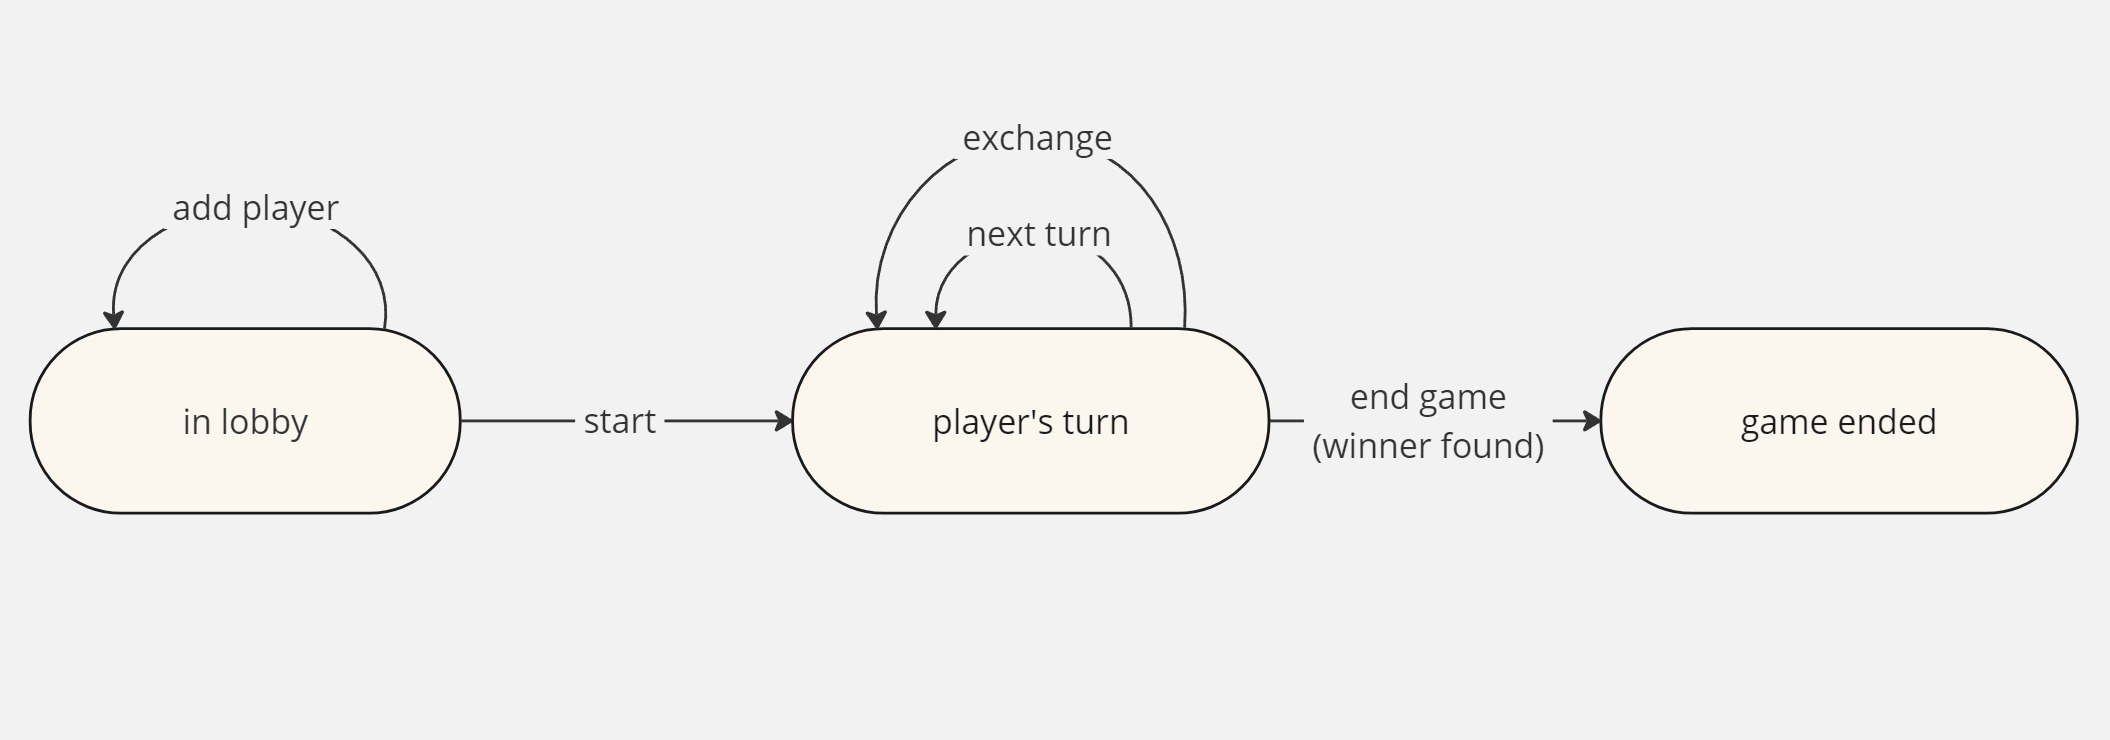 exchange
add player
next turn
in lobby
start
player's turn
end game
(winner found)
game ended